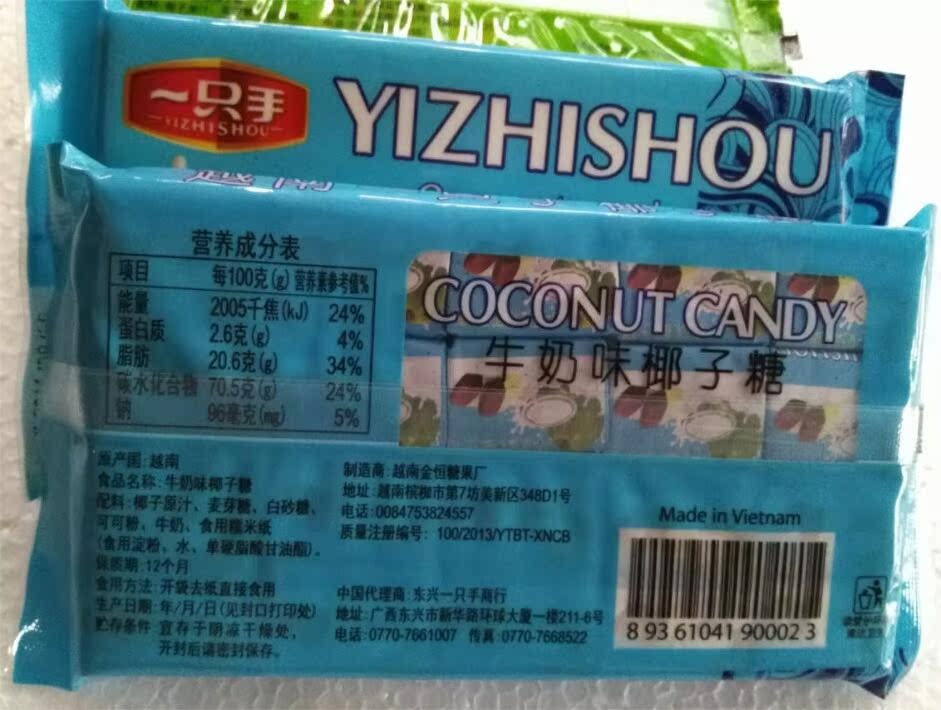 一只手
YIZHISHOU
YIZHISHOU
越南
营养成分表
项目 每100克(g) 营养素参考值%
能量 2005千焦(kJ) 24%
蛋白质 2.6克(g) 4%
脂肪 20.6克(g) 34%
碳水化合物 70.5克(g) 24%
钠 96毫克(mg) 5%
COCONUT CANDY
牛奶味椰子糖
原产国:越南
食品名称:牛奶味椰子糖
配料:椰子原汁、麦芽糖、白砂糖、
可可粉、牛奶、食用糯米纸
(食用淀粉、水、单硬脂酸甘油酯)。
保质期:12个月
食用方法:开袋去纸直接食用
生产日期:年/月/日(见封口打印处)
贮存条件:宜存于阴凉干燥处,
开封后请密封保存。
制造商:越南金恒糖果厂
地址:越南槟椥市第7坊美新区348D1号
电话:0084753824557
质量注册编号: 100/2013/YTBT-XNCB
中国代理商:东兴一只手商行
地址:广西东兴市新华路环球大厦一楼211-6号
电话:0770-7661007 传真:0770-7668522
Made in Vietnam
8 93 61041 90002 3